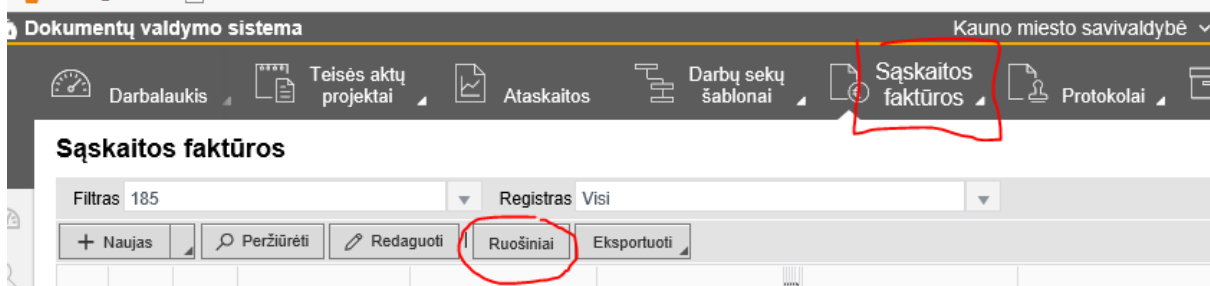 Dokumentų valdymo sistema
Kauno miesto savivaldybė
Darbalaukis
Teisės aktų
projektai
Ataskaitos
Darbų sekų
šablonai
Sąskaitos
faktūros
Protokolai
Sąskaitos faktūros
Filtras 185
Registras Visi
+ Naujas
Peržiūrėti
Redaguoti
Ruošiniai
Eksportuoti